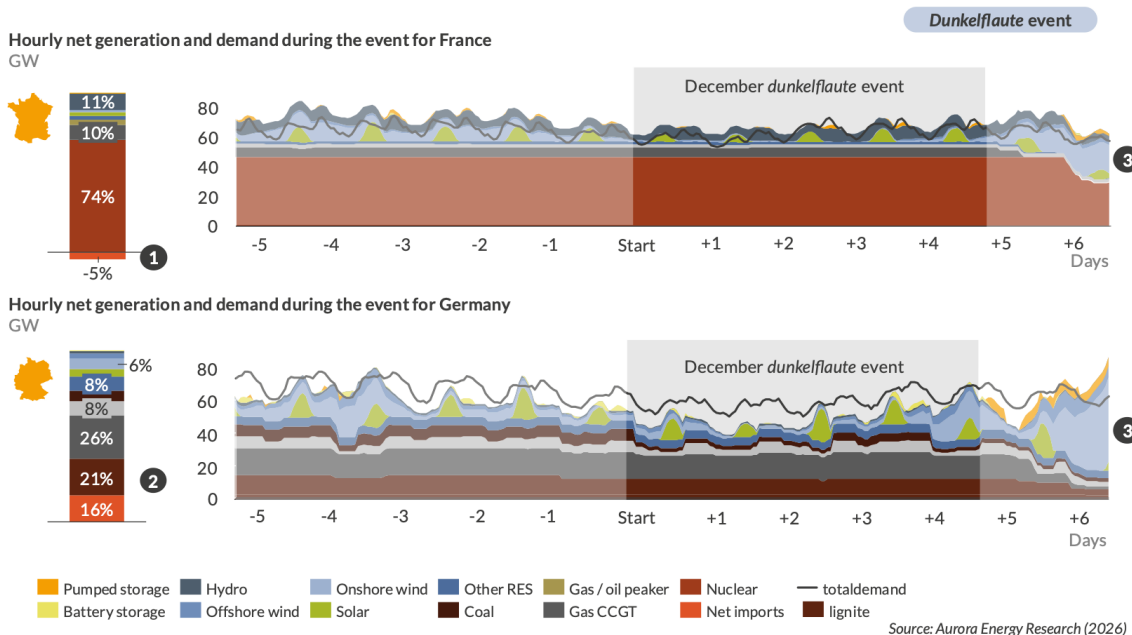 Dunkelflaute event
Hourly net generation and demand during the event for France
GW
11%
10%
74%
-5%
1
80
60
40
20
0
December dunkelflaute event
3
-5 -4 -3 -2 -1 Start +1 +2 +3 +4 +5 +6
Days
Hourly net generation and demand during the event for Germany
GW
6%
8%
8%
26%
21%
16%
2
80
60
40
20
0
December dunkelflaute event
3
-5 -4 -3 -2 -1 Start +1 +2 +3 +4 +5 +6
Days
Pumped storage Hydro Onshore wind Other RES Gas / oil peaker Nuclear totaldemand
Battery storage Offshore wind Solar Coal Gas CCGT Net imports lignite
Source: Aurora Energy Research (2026)